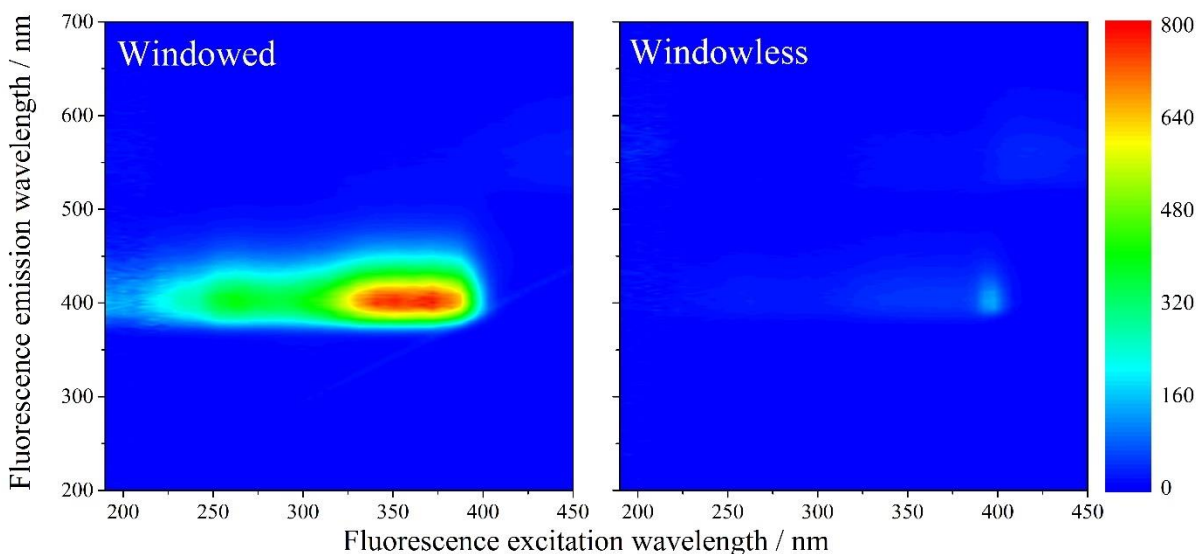 Fluorescence emission wavelength / nm
700
600
500
400
300
200
Windowed
200 250 300 350 400 450
Windowless
200 250 300 350 400 450
Fluorescence excitation wavelength / nm
800
640
480
320
160
0